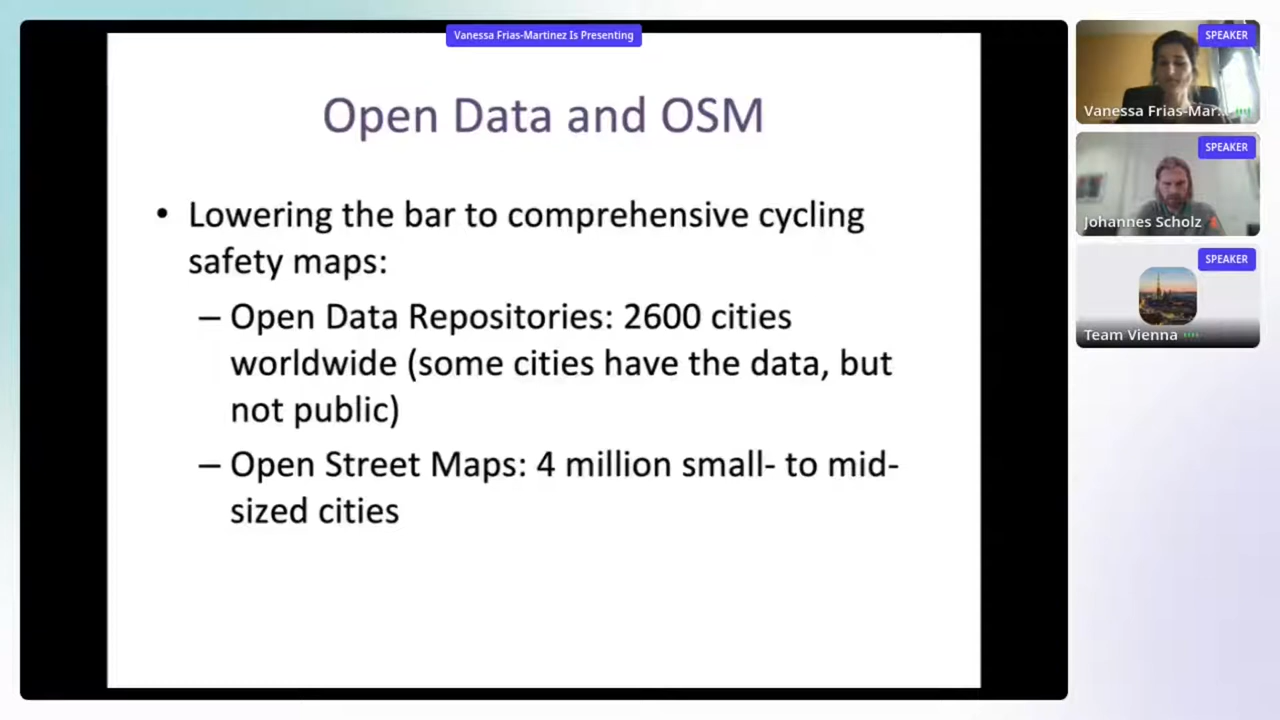 Vanessa Frias-Martinez Is Presenting
Open Data and OSM
• Lowering the bar to comprehensive cycling
safety maps:
– Open Data Repositories: 2600 cities
worldwide (some cities have the data, but
not public)
– Open Street Maps: 4 million small- to mid-
sized cities
SPEAKER
Vanessa Frias-Mar...
SPEAKER
Johannes Scholz
SPEAKER
Team Vienna